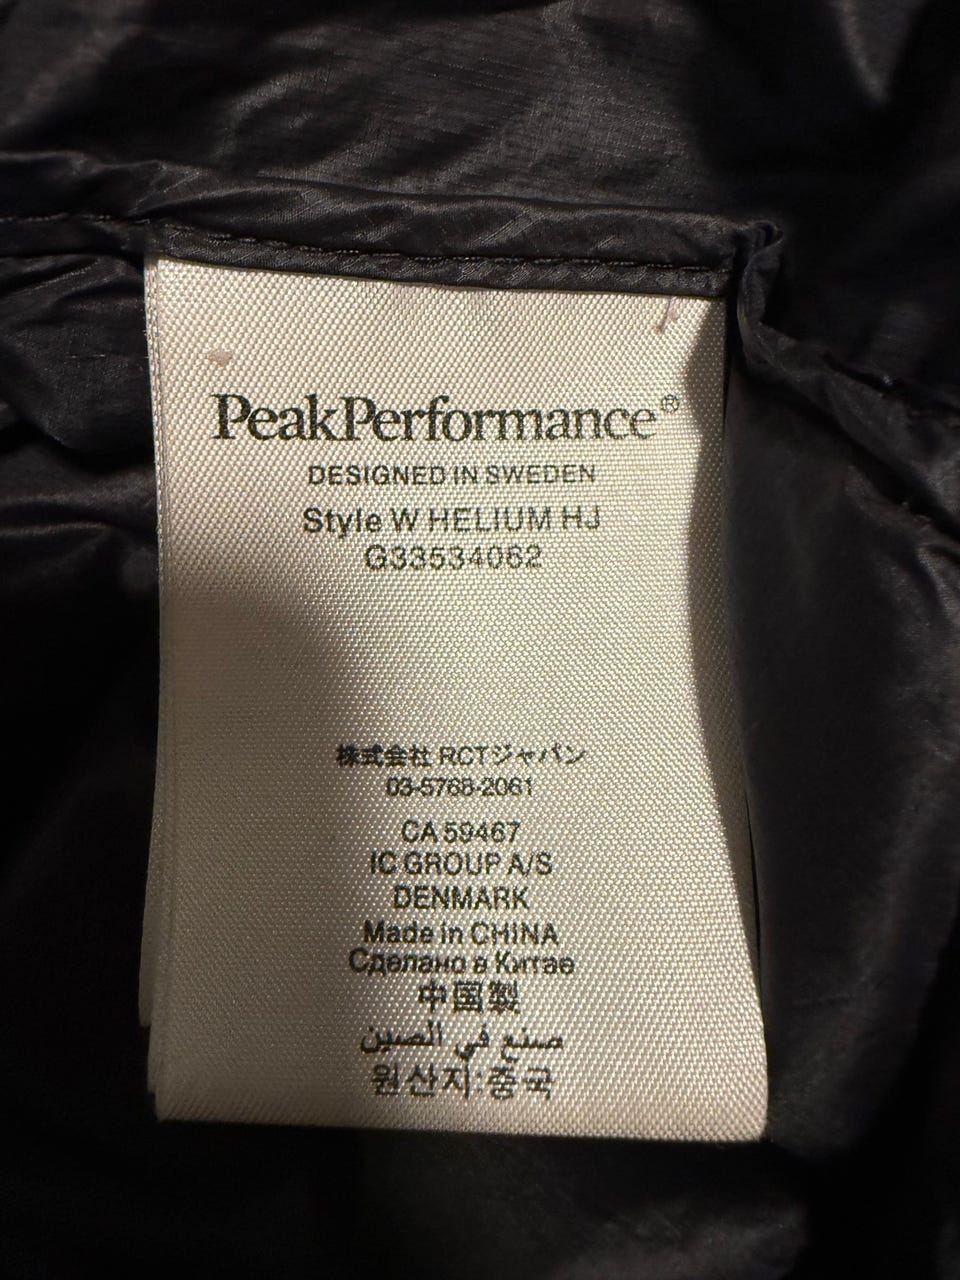 PeakPerformance®
DESIGNED IN SWEDEN
Style W HELIUM HJ
G33534062
株式会社 RCTジャパン
03-5768-2061
CA 59467
IC GROUP A/S
DENMARK
Made in CHINA
Сделано в Китае
中国製
صنع في الصين
원산지:중국